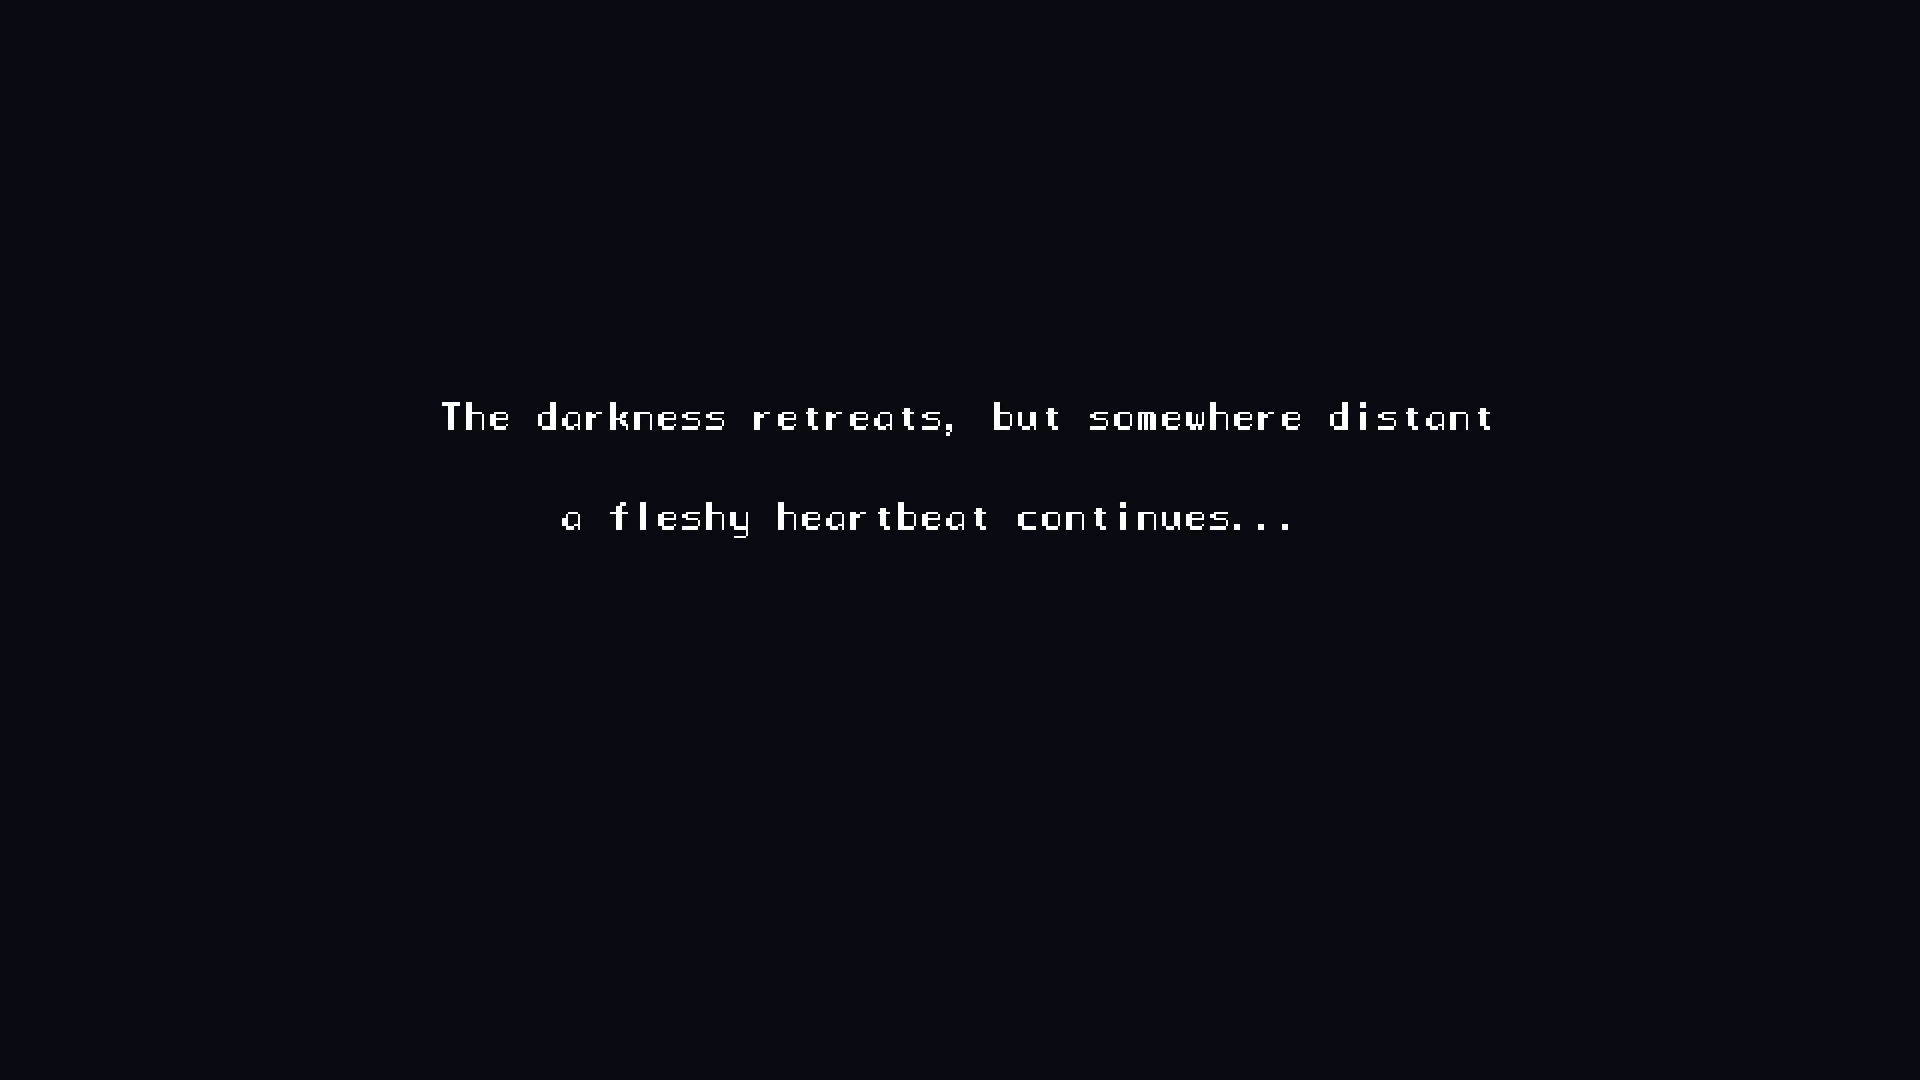 The darkness retreats, but somewhere distant
a fleshy heartbeat continues...